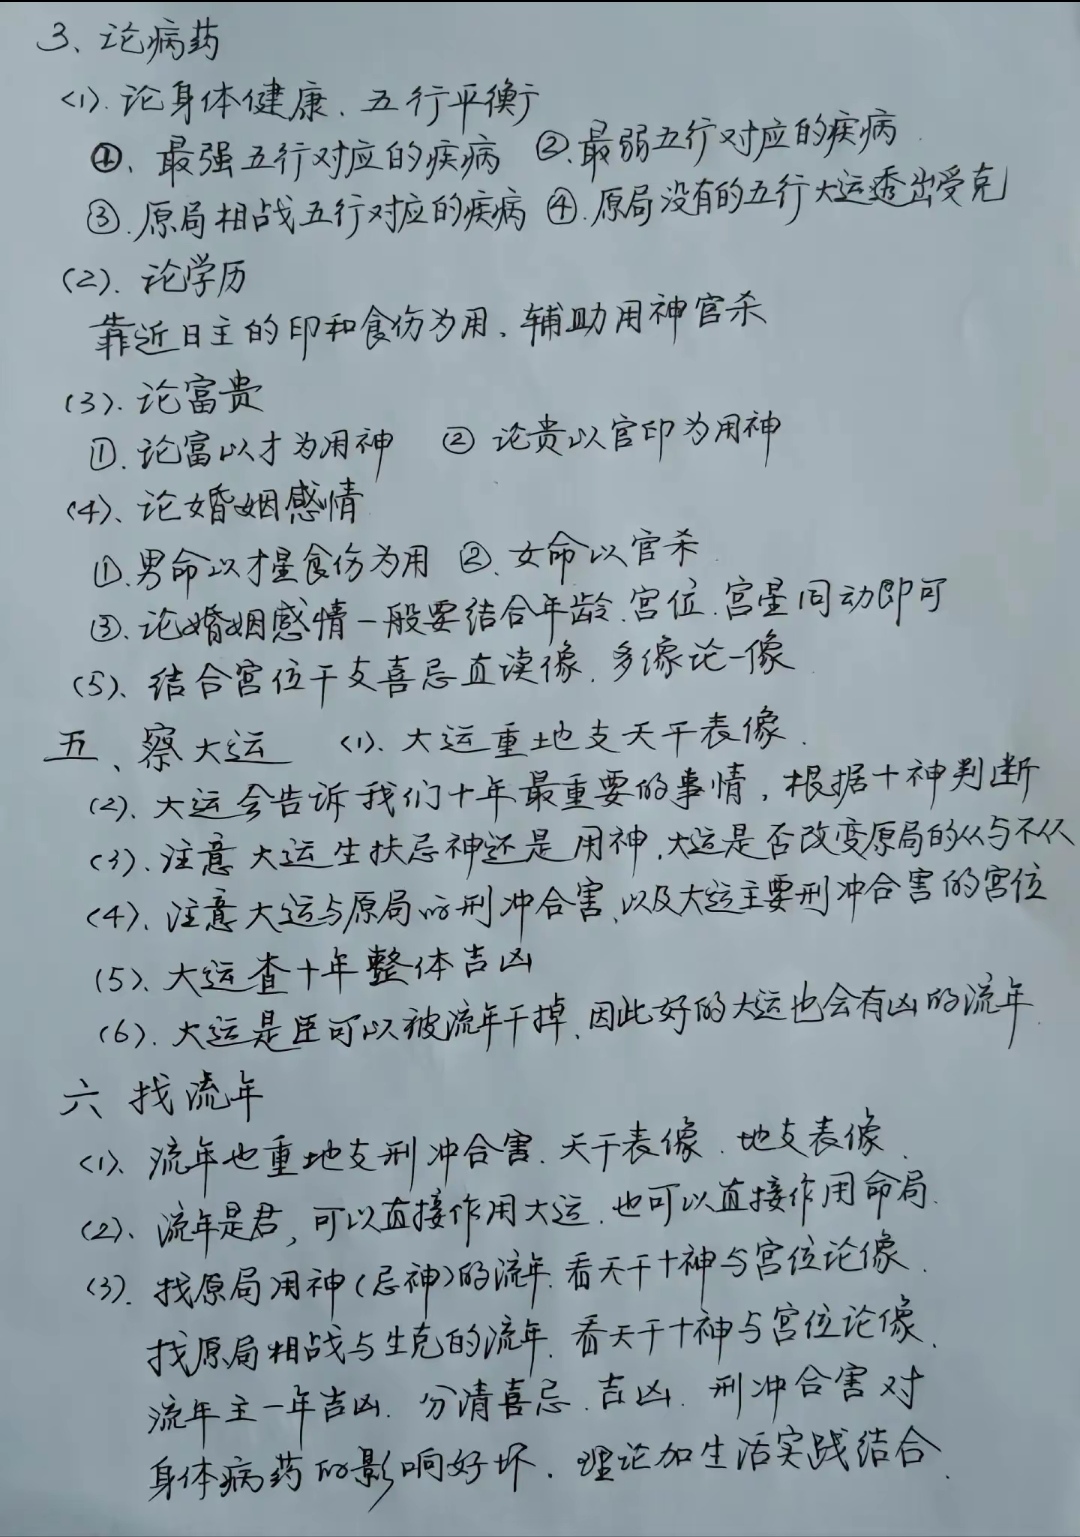 3、论病药
(1).论身体健康.五行平衡
①、最强五行对应的疾病 ②.最弱五行对应的疾病.
③.原局相战五行对应的疾病 ④.原局没有的五行大运透出受克
(2).论学历
靠近日主的印和食伤为用.辅助用神官杀
(3).论富贵
①.论富以才为用神 ② 论贵以官印为用神
(4)、论婚姻感情
①.男命以才星食伤为用 ②.女命以官杀
③.论婚姻感情一般要结合年龄.宫位.宫星同动即可
(5)、结合宫位干支喜忌直读像.多像论一像
五、察大运 (1).大运重地支天干表像.
(2)、大运会告诉我们十年最重要的事情,根据十神判断
(3).注意大运生扶忌神还是用神.大运是否改变原局的从与不从
(4)、注意大运与原局的刑冲合害、以及大运主要刑冲合害的宫位
(5)、大运查十年整体吉凶
(6).大运是臣可以被流年干掉、因此好的大运也会有凶的流年.
六 找流年
(1)、流年也重地支刑冲合害.天干表像.地支表像.
(2)、流年是君,可以直接作用大运.也可以直接作用命局.
(3).找原局用神(忌神)的流年.看天干十神与宫位论像.
找原局相战与生克的流年.看天干十神与宫位论像.
流年主一年吉凶.分清喜忌.吉凶.刑冲合害对
身体病药的影响好坏.理论加生活实践结合.